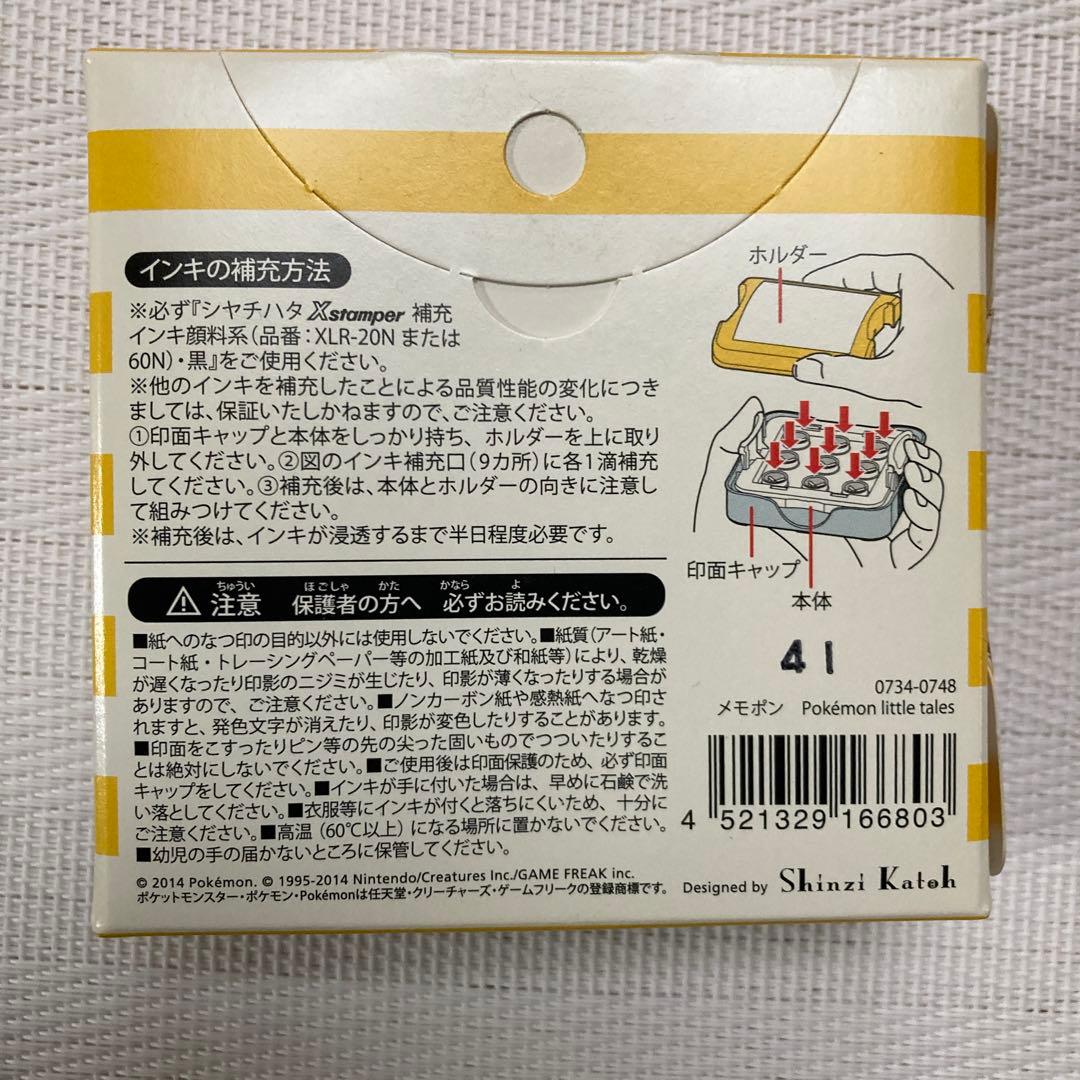 インキの補充方法
※必ず『シヤチハタ Xstamper 補充
インキ顔料系（品番：XLR-20N または
60N）・黒』をご使用ください。
※他のインキを補充したことによる品質性能の変化につき
ましては、保証いたしかねますので、ご注意ください。
①印面キャップと本体をしっかり持ち、ホルダーを上に取り
外してください。②図のインキ補充口（9カ所）に各1滴補充
してください。③補充後は、本体とホルダーの向きに注意し
て組みつけてください。
※補充後は、インキが浸透するまで半日程度必要です。
ホルダー
印面キャップ
本体
ちゅうい ほごしゃ かた かなら よ
注意 保護者の方へ 必ずお読みください。
■紙へのなつ印の目的以外には使用しないでください。■紙質（アート紙・
コート紙・トレーシングペーパー等の加工紙及び和紙等）により、乾燥
が遅くなったり印影のニジミが生じたり、印影が薄くなったりする場合が
ありますので、ご注意ください。■ノンカーボン紙や感熱紙へなつ印さ
れますと、発色文字が消えたり、印影が変色したりすることがあります。
■印面をこすったりピン等の先の尖った固いものでつついたりするこ
とは絶対にしないでください。■ご使用後は印面保護のため、必ず印面
キャップをしてください。■インキが手に付いた場合は、早めに石鹸で洗
い落としてください。■衣服等にインキが付くと落ちにくいため、十分に
ご注意ください。■高温（60℃以上）になる場所に置かないでください。
■幼児の手の届かないところに保管してください。
© 2014 Pokémon. © 1995-2014 Nintendo/Creatures Inc./GAME FREAK inc.
ポケットモンスター・ポケモン・Pokémonは任天堂・クリーチャーズ・ゲームフリークの登録商標です。
41
0734-0748
メモポン Pokémon little tales
4 521329 166803
Designed by Shinzi Katoh